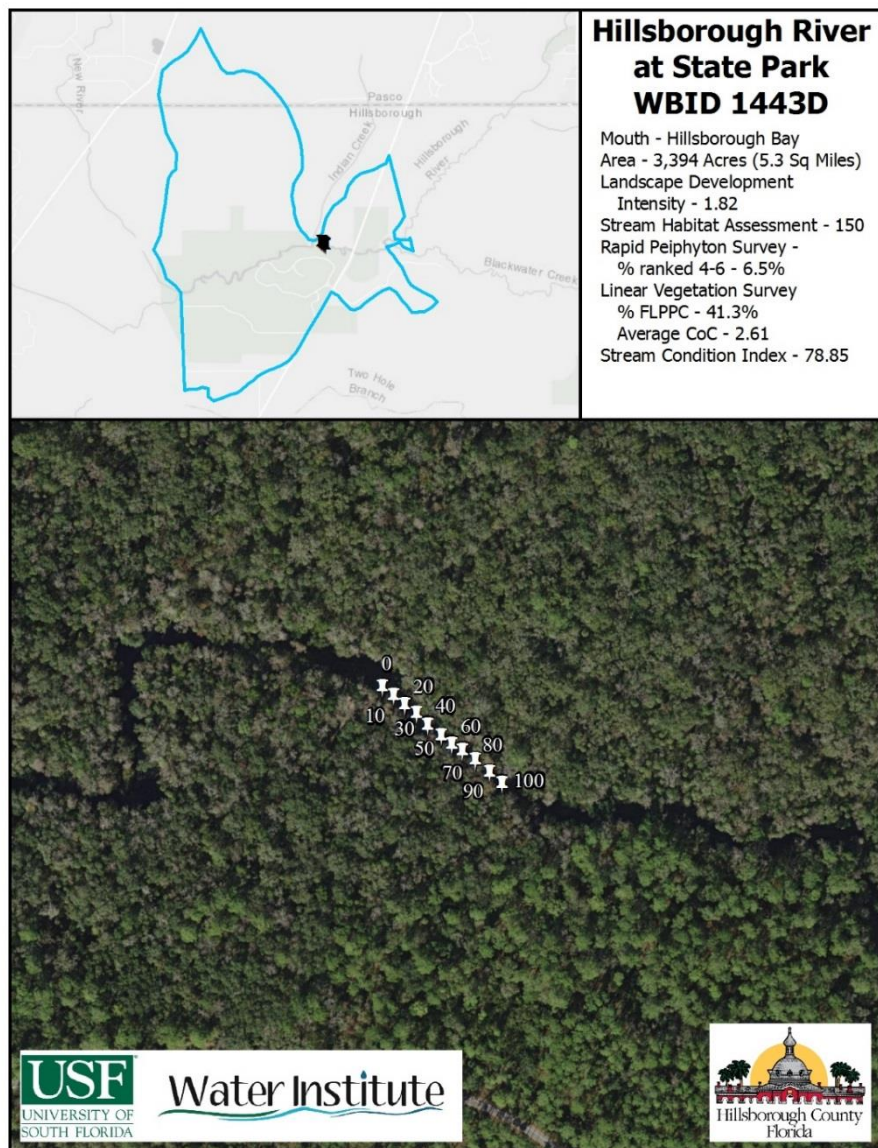 Hillsborough River
at State Park
WBID 1443D
Mouth - Hillsborough Bay
Area - 3,394 Acres (5.3 Sq Miles)
Landscape Development
Intensity - 1.82
Stream Habitat Assessment - 150
Rapid Peiphyton Survey -
% ranked 4-6 - 6.5%
Linear Vegetation Survey
% FLPPC - 41.3%
Average CoC - 2.61
Stream Condition Index - 78.85
New River
Pasco
Hillsborough
Indian Creek
Hillsborough
River
Blackwater Creek
Two Hole
Branch
0
10
20
30
40
50
60
70
80
90
100
USF
UNIVERSITY OF
SOUTH FLORIDA
Water Institute
Hillsborough County
Florida